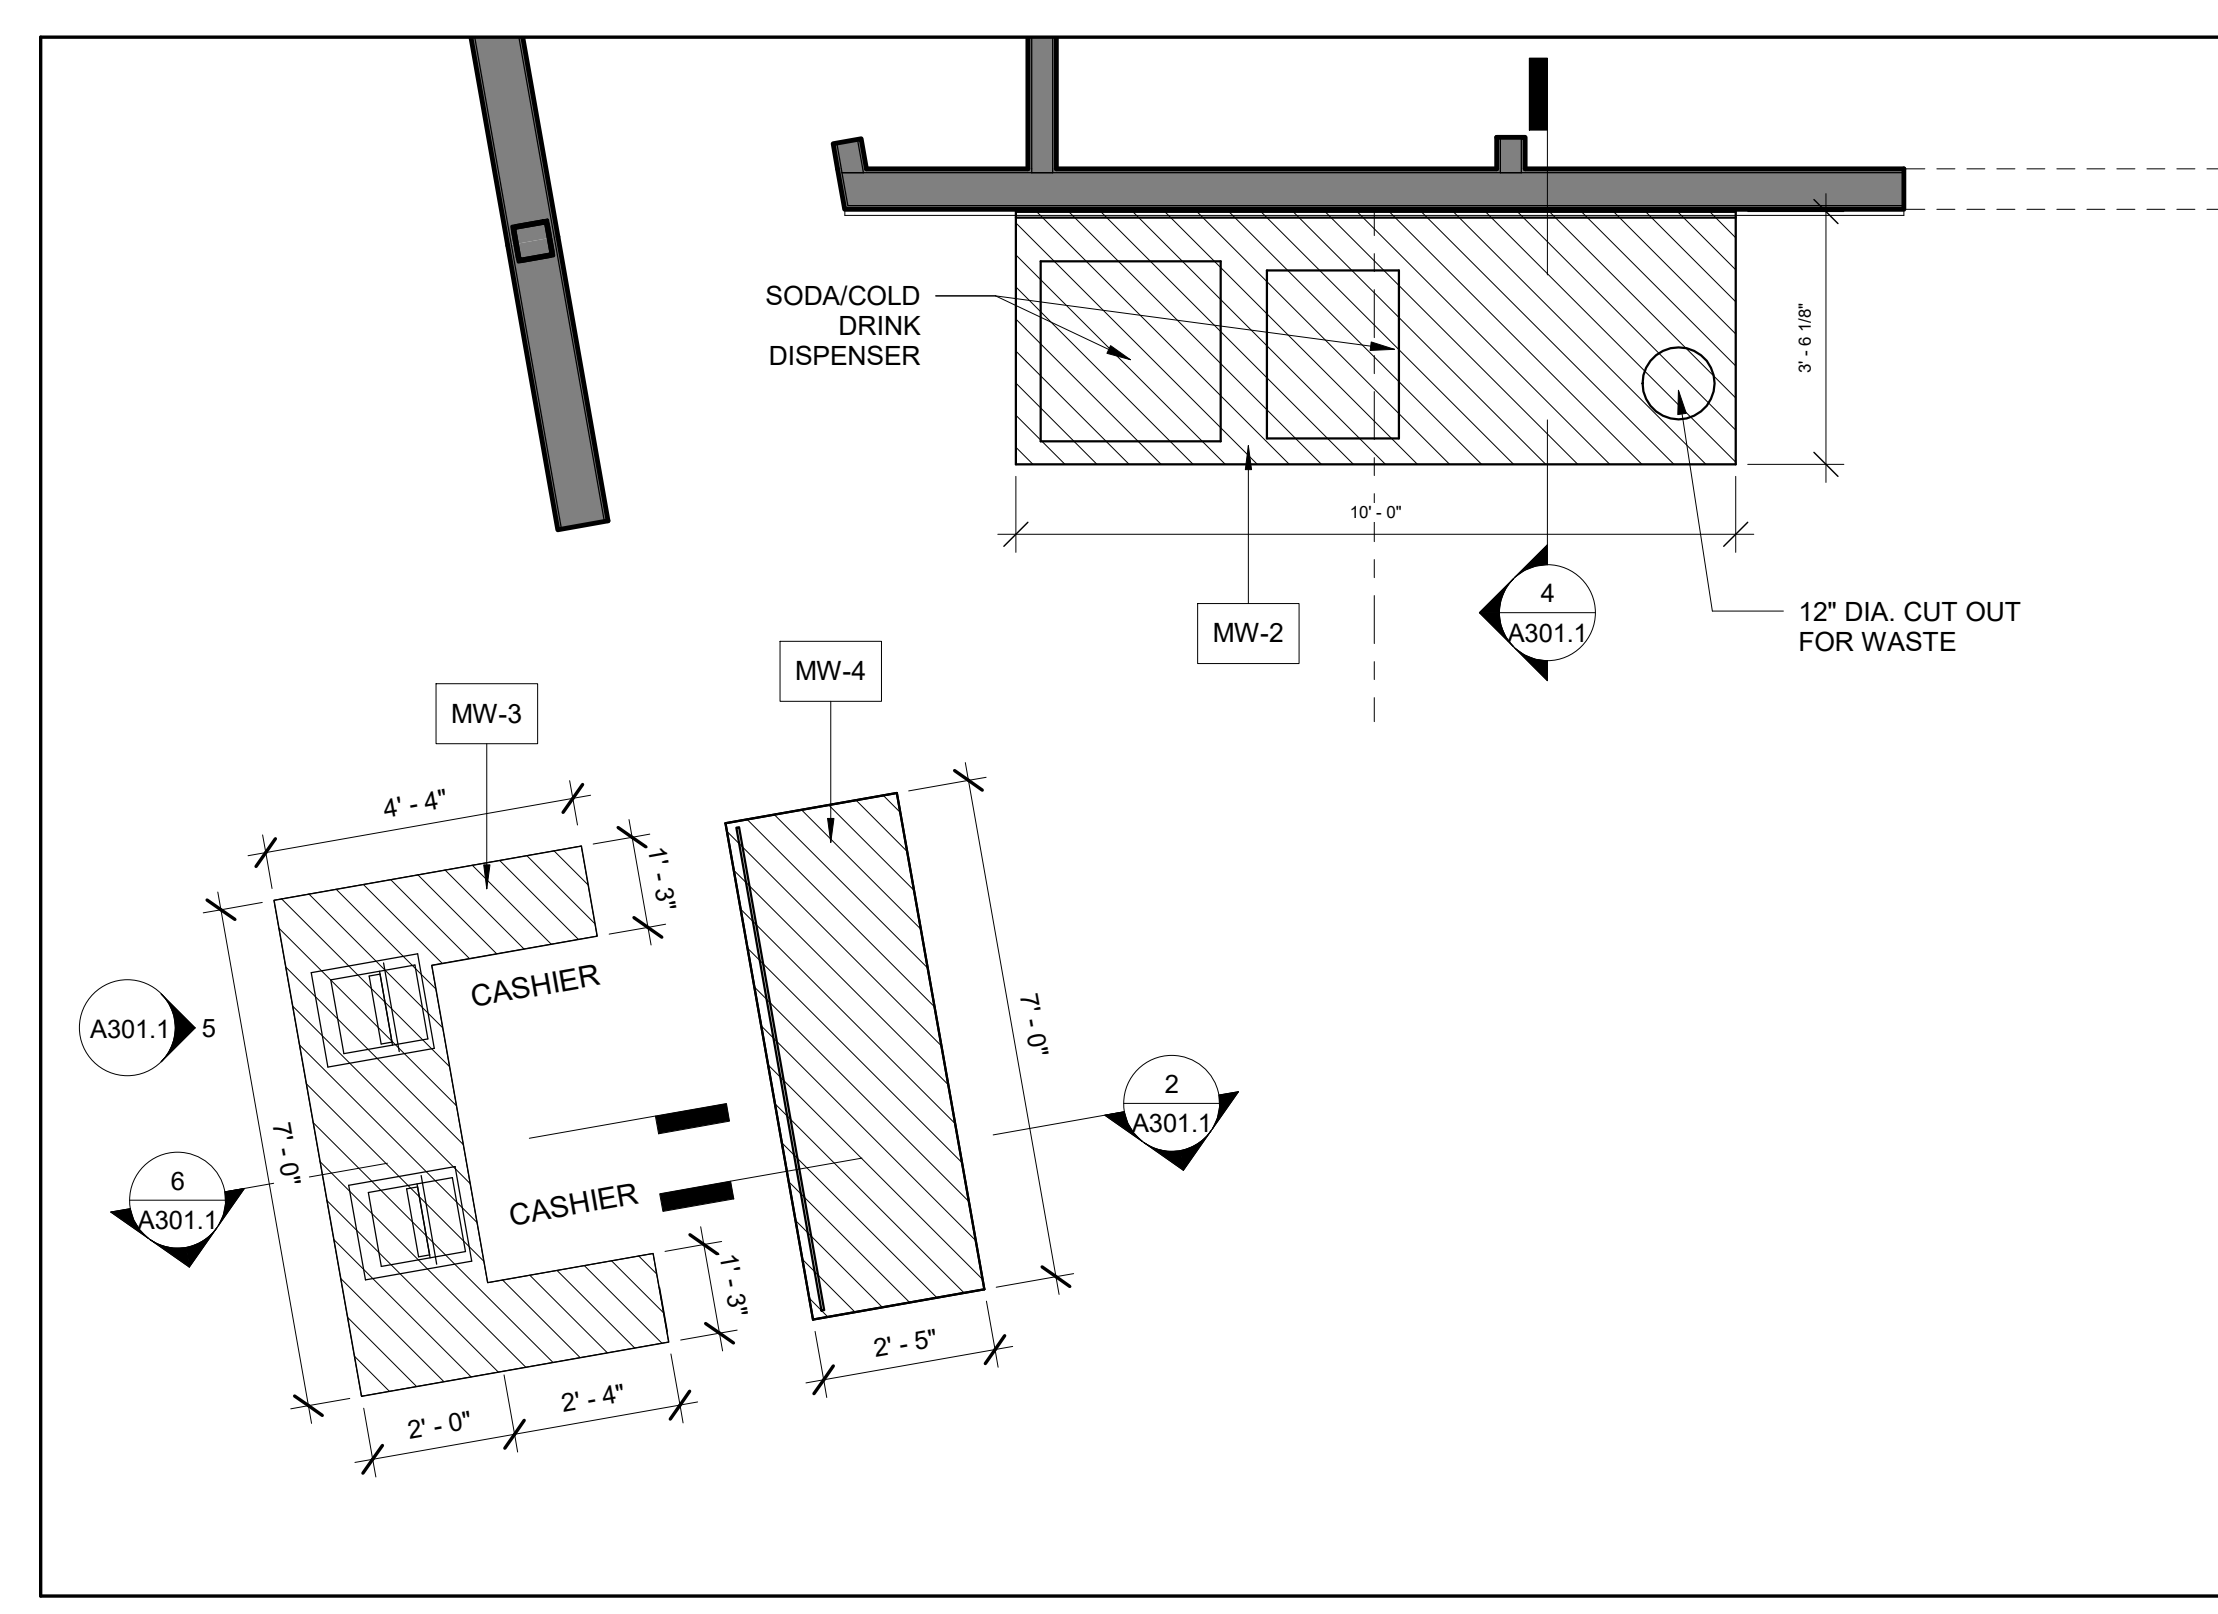 SODA/COLD
DRINK
DISPENSER
3' - 6 1/8"
10' - 0"
MW-2
4
A301.1
12" DIA. CUT OUT
FOR WASTE
MW-4
MW-3
4' - 4"
1' - 3"
CASHIER
7' - 0"
A301.1
5
2
A301.1
7' - 0"
6
A301.1
CASHIER
1' - 3"
2' - 5"
2' - 4"
2' - 0"